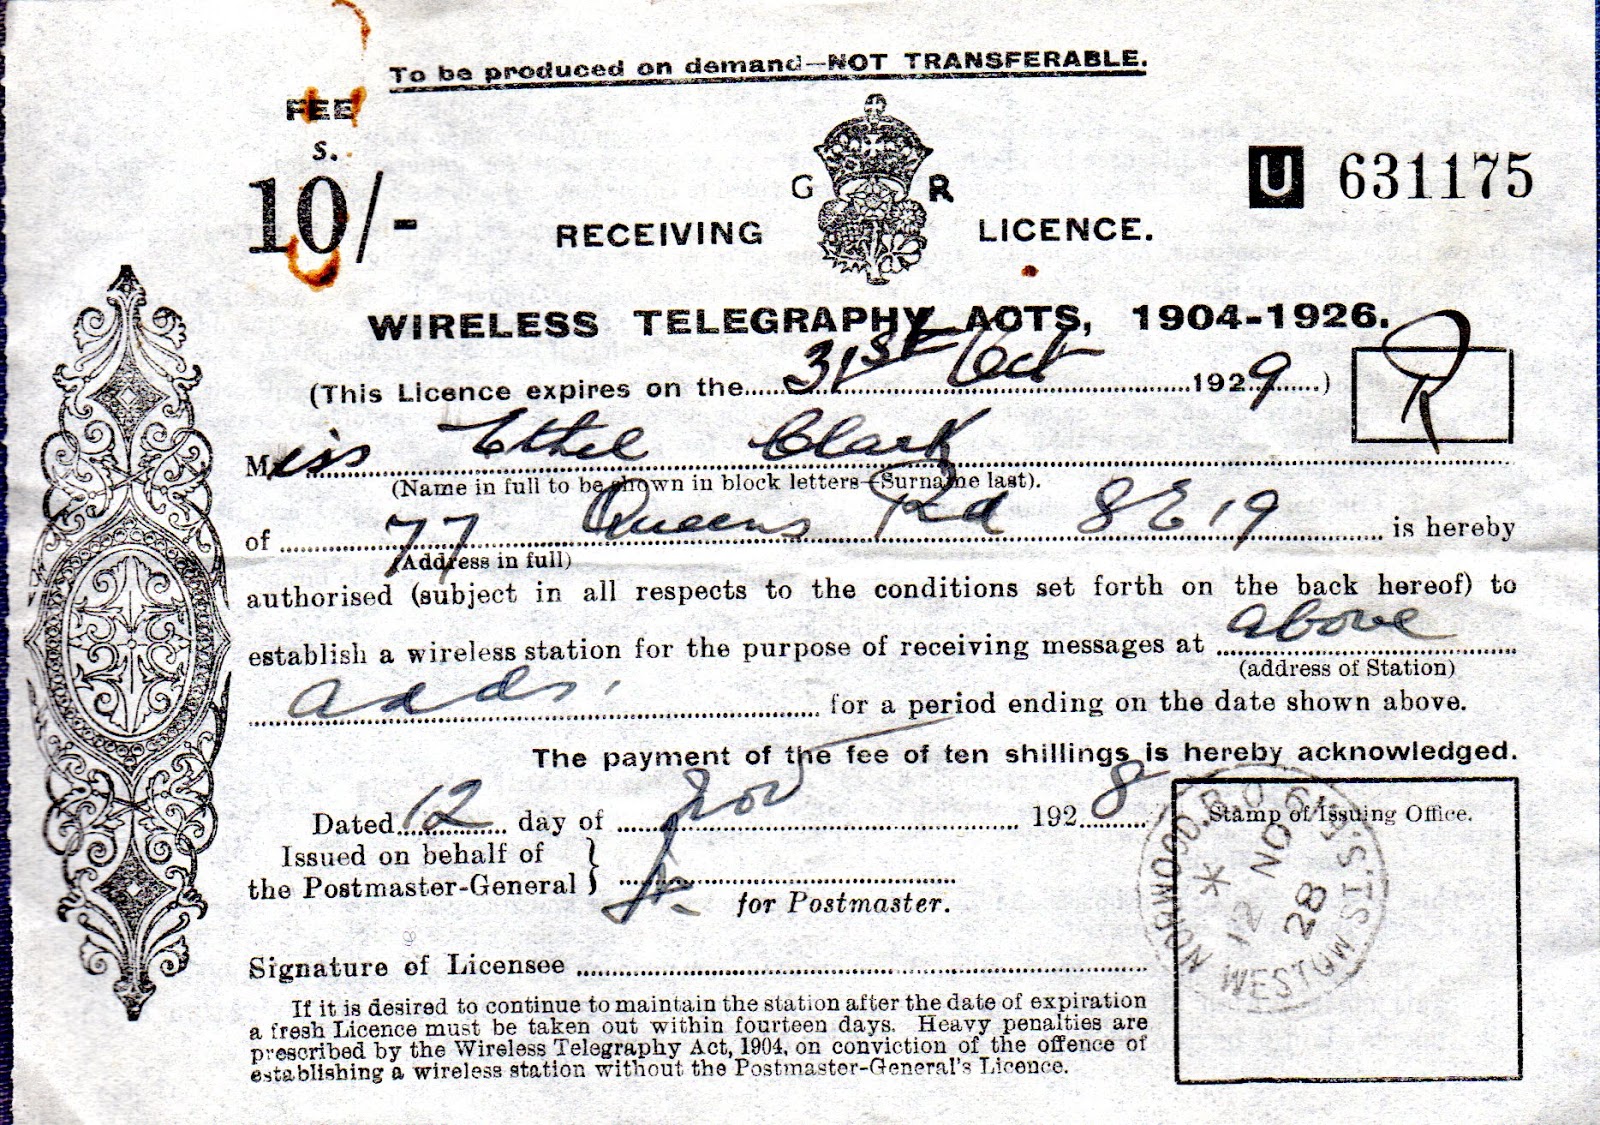 To be produced on demand—NOT TRANSFERABLE.
FEE
s.
10/-
G R
U 631175
RECEIVING LICENCE.
WIRELESS TELEGRAPHY ACTS, 1904-1926.
(This Licence expires on the 31st Oct 1929)
R
Miss Ethel Clark
(Name in full to be shown in block letters—Surname last).
of 77 Queens Rd SE19 is hereby
(Address in full)
authorised (subject in all respects to the conditions set forth on the back hereof) to
establish a wireless station for the purpose of receiving messages at above
(address of Station)
adds. for a period ending on the date shown above.
The payment of the fee of ten shillings is hereby acknowledged.
Dated 12 day of Nov 1928
Stamp of Issuing Office.
Issued on behalf of
the Postmaster-General }
for Postmaster.
NORWOOD WESTOW ST. S.E.
* 12 NO 28
Signature of Licensee
If it is desired to continue to maintain the station after the date of expiration
a fresh Licence must be taken out within fourteen days. Heavy penalties are
prescribed by the Wireless Telegraphy Act, 1904, on conviction of the offence of
establishing a wireless station without the Postmaster-General's Licence.